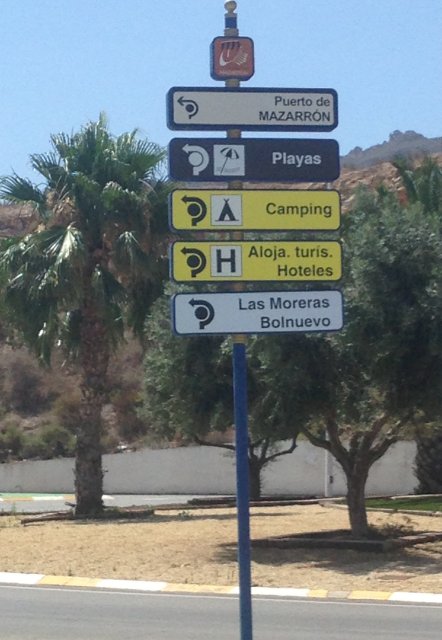 Puerto de
MAZARRÓN
Playas
Camping
H
Aloja. turís.
Hoteles
Las Moreras
Bolnuevo